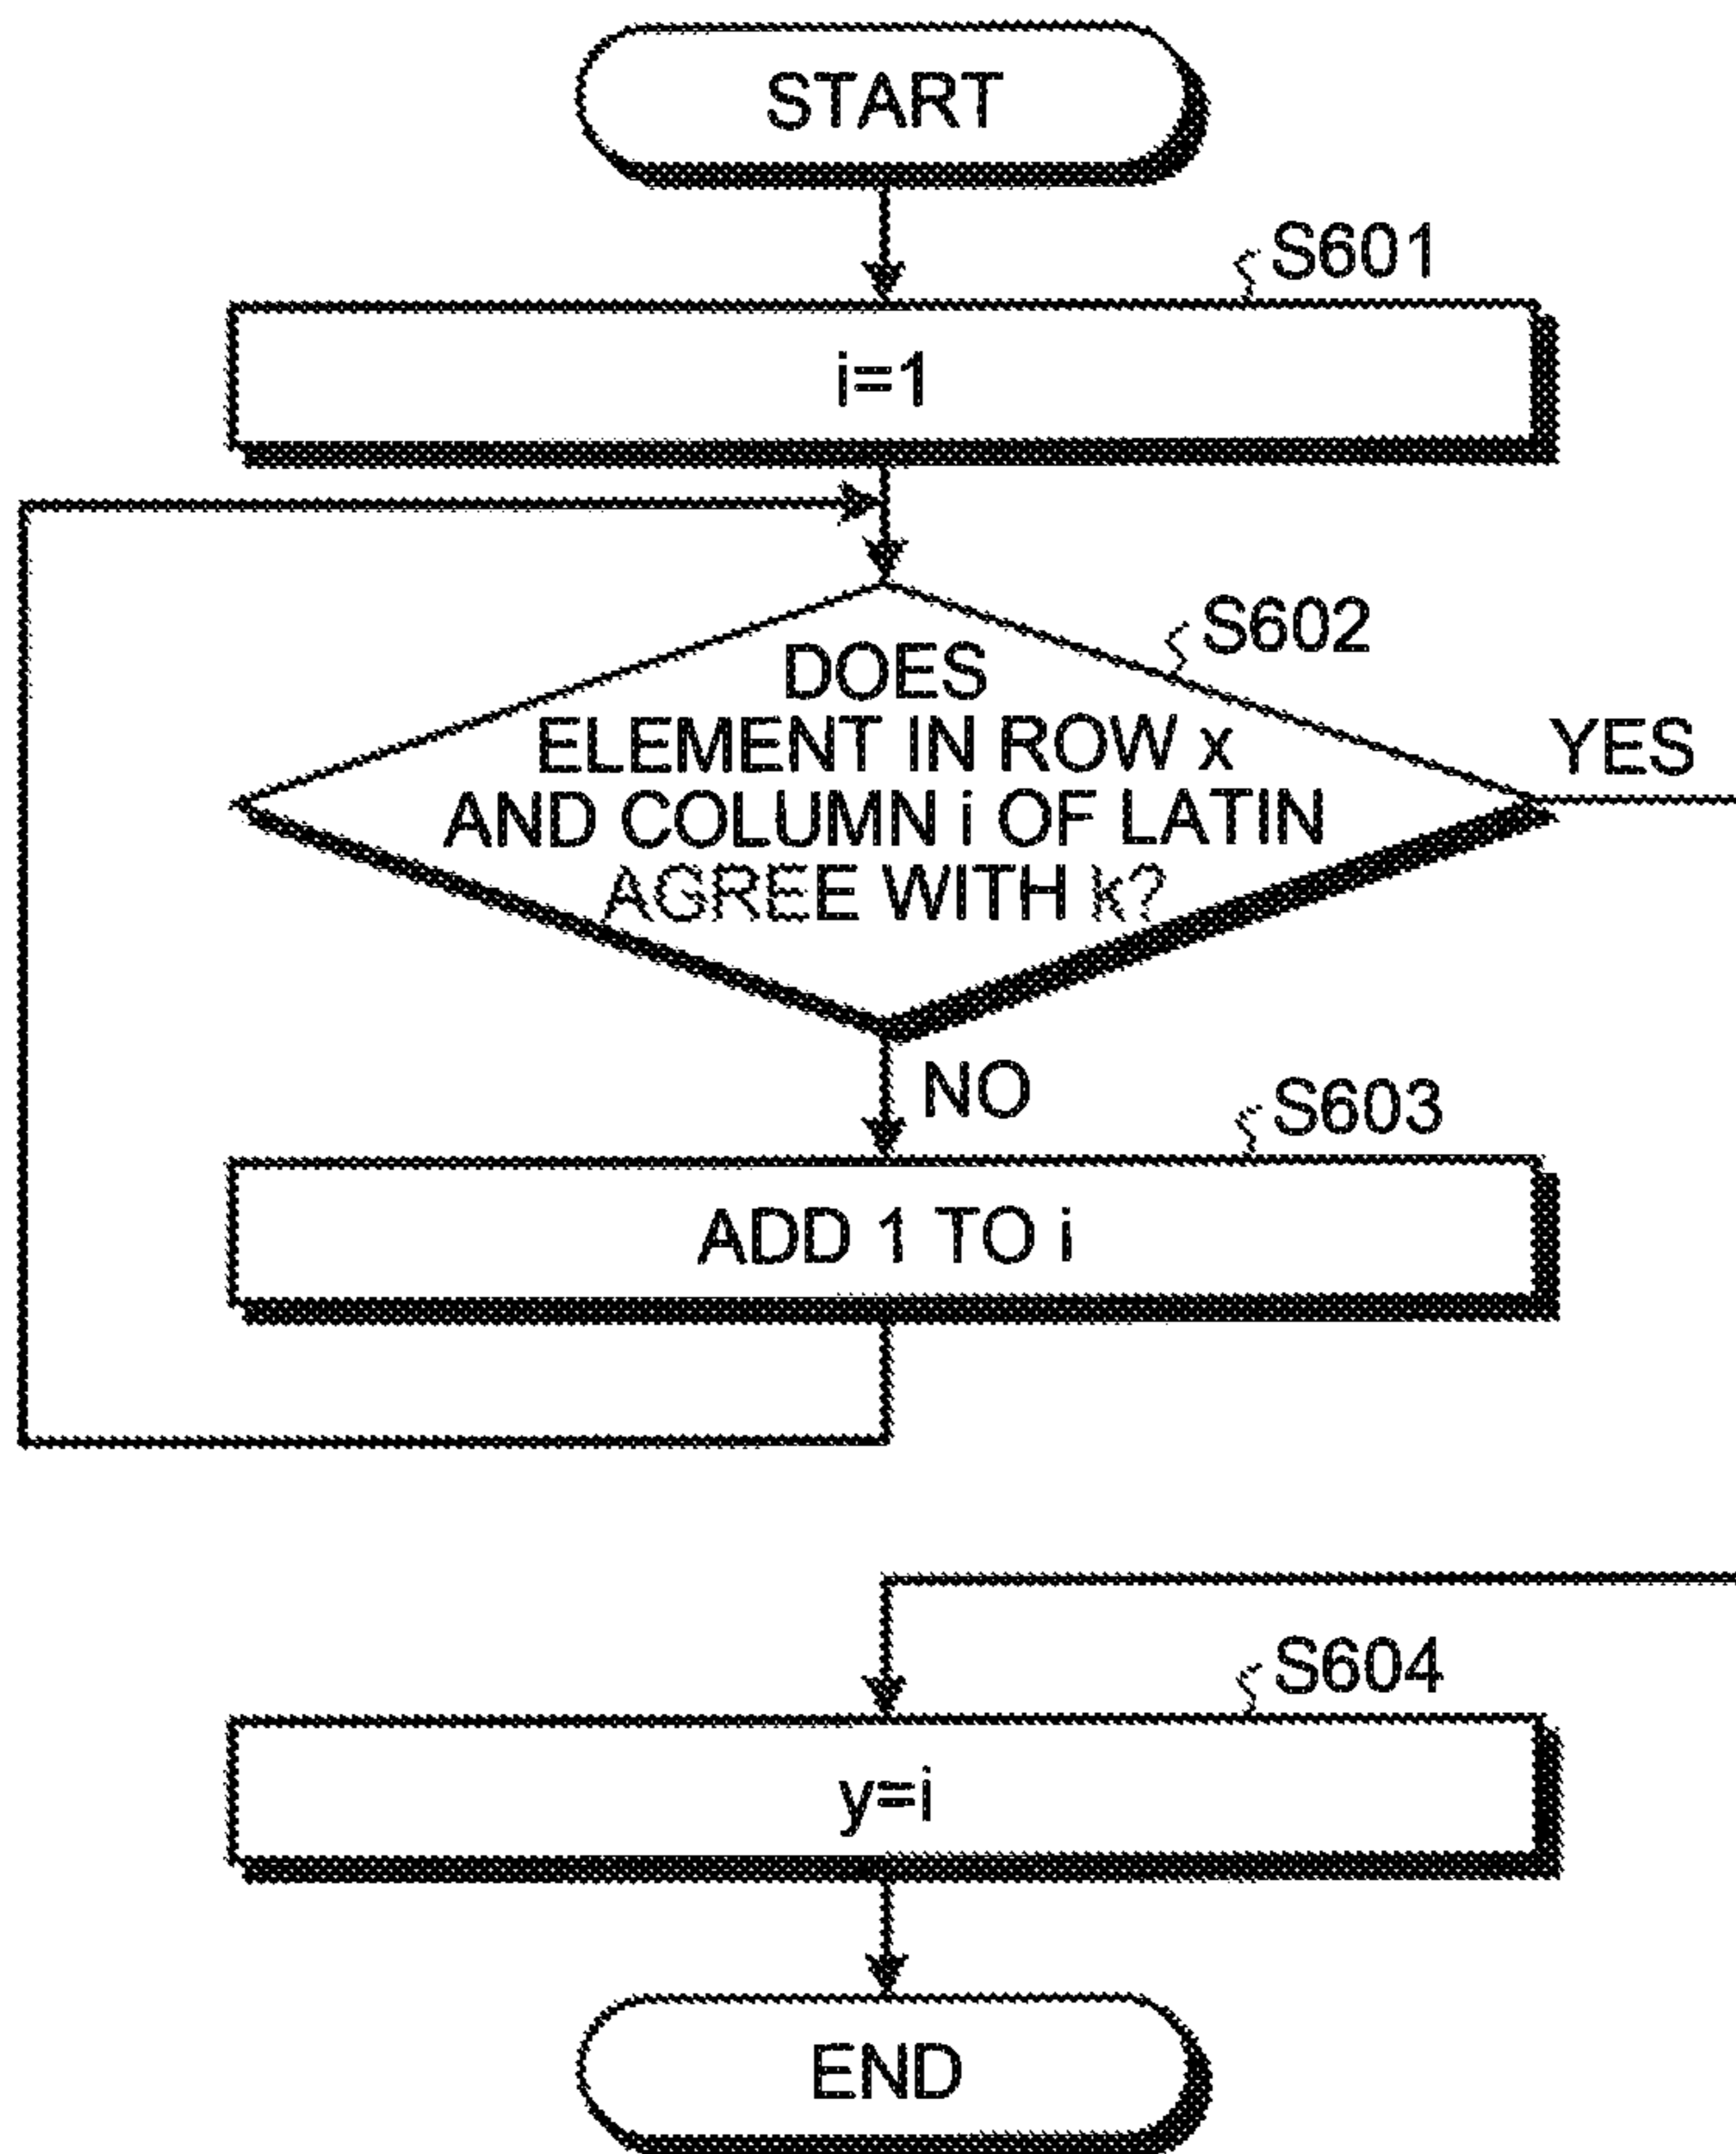 START
S601
i=1
S602
DOES
ELEMENT IN ROW x
AND COLUMN i OF LATIN
AGREE WITH k?
YES
NO
S603
ADD 1 TO i
S604
y=i
END